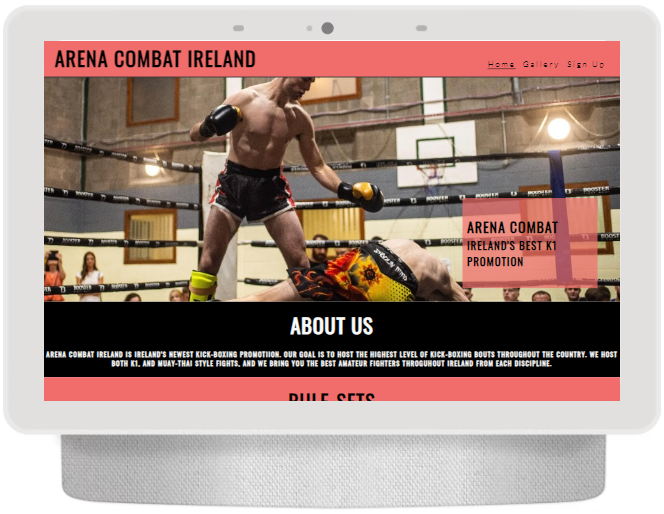 ARENA COMBAT IRELAND
Home Gallery Sign Up
BOOSTER
ARENA COMBAT
IRELAND'S BEST K1
PROMOTION
ABOUT US
ARENA COMBAT IRELAND IS IRELAND'S NEWEST KICK-BOXING PROMOTIION. OUR GOAL IS TO HOST THE HIGHEST LEVEL OF KICK-BOXING BOUTS THROUGHOUT THE COUNTRY. WE HOST
BOTH K1, AND MUAY-THAI STYLE FIGHTS, AND WE BRING YOU THE BEST AMATEUR FIGHTERS THROGUHOUT IRELAND FROM EACH DISCIPLINE.
RULE SETS